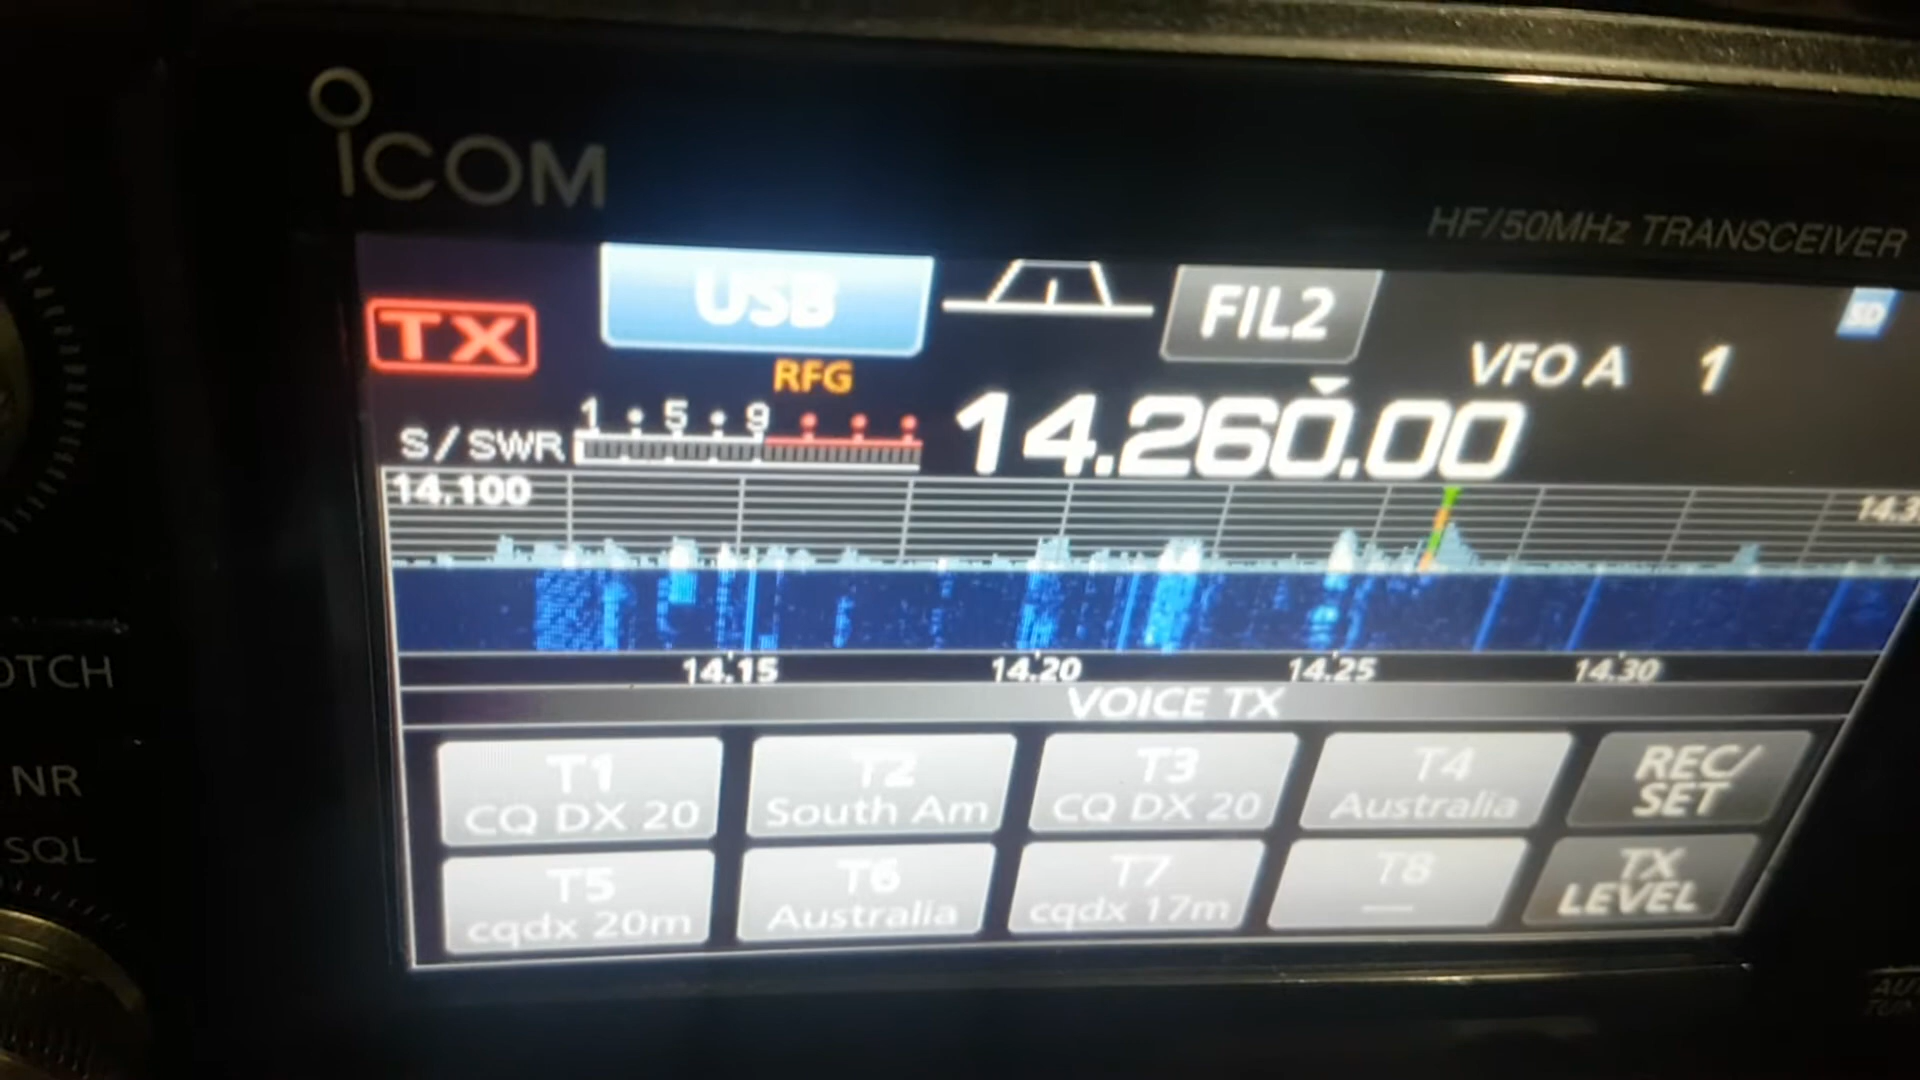 ICOM
HF/50MHz TRANSCEIVER
TX
USB
FIL2
SD
RFG
VFO A 1
1 · 5 · 9
S/SWR
14.260.00
14.100
14.3
14.15 14.20 14.25 14.30
VOICE TX
T1
CQ DX 20
T2
South Am
T3
CQ DX 20
T4
Australia
REC/
SET
T5
cqdx 20m
T6
Australia
T7
cqdx 17m
T8
—
TX
LEVEL
OTCH
NR
SQL